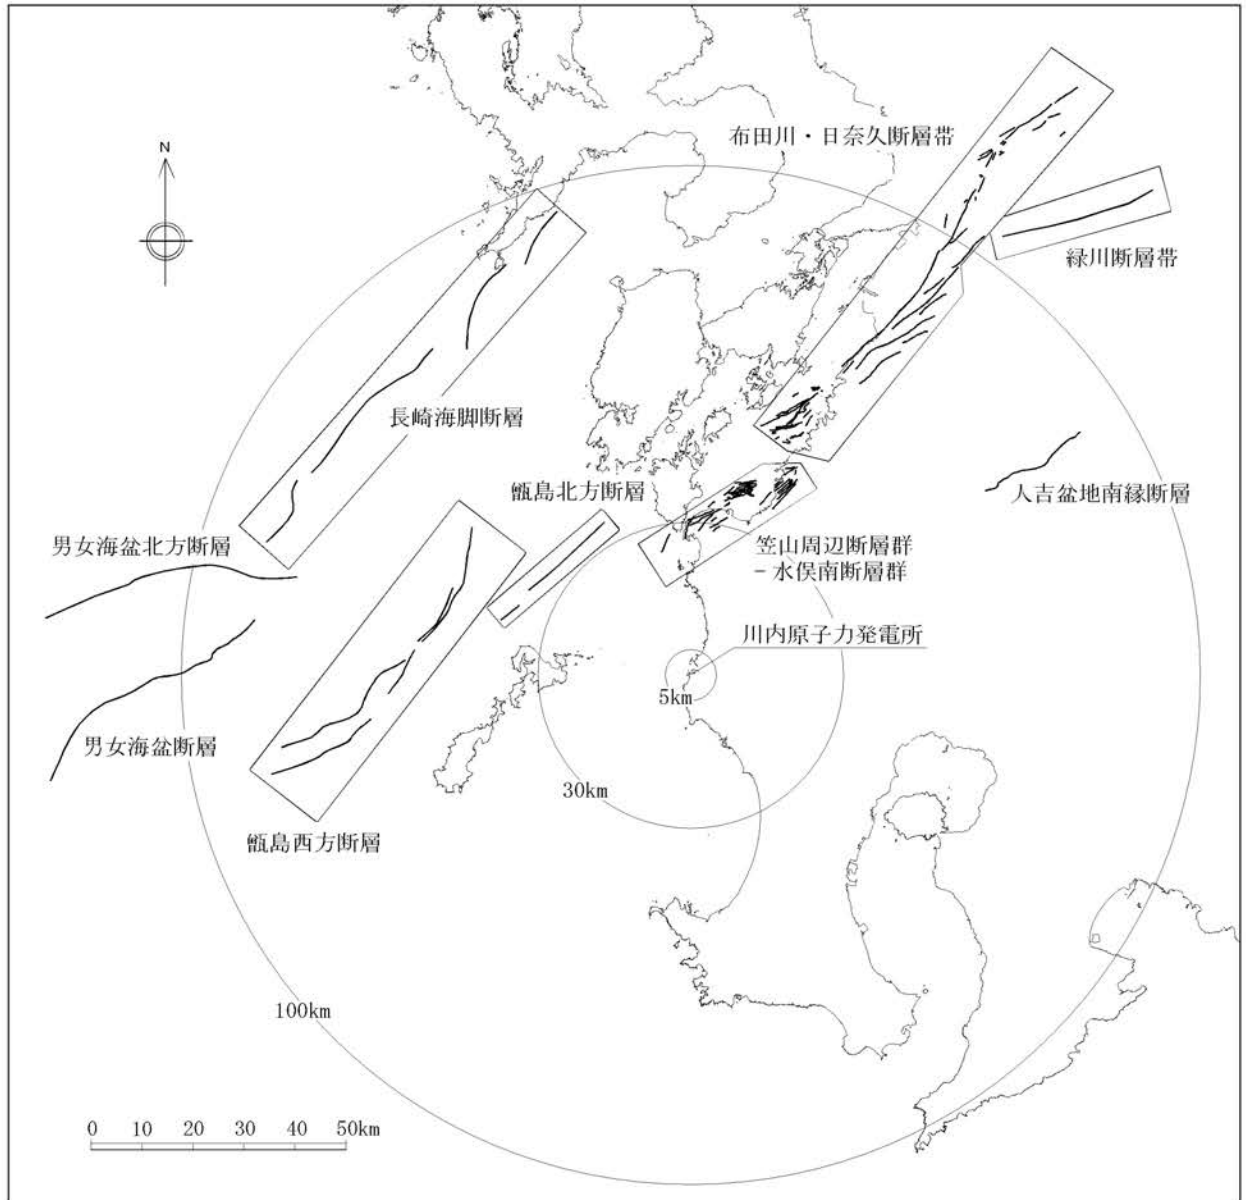 布田川・日奈久断層帯
N
緑川断層帯
長崎海脚断層
甑島北方断層
人吉盆地南縁断層
男女海盆北方断層
笠山周辺断層群
－水俣南断層群
川内原子力発電所
5km
男女海盆断層
30km
甑島西方断層
100km
0 10 20 30 40 50km